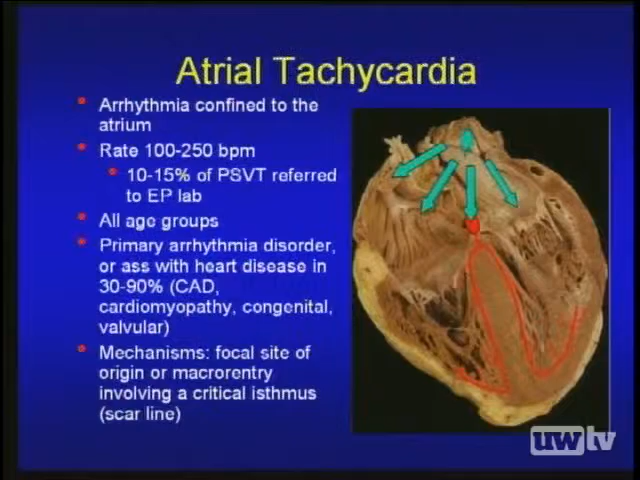 Atrial Tachycardia
• Arrhythmia confined to the
atrium
• Rate 100-250 bpm
• 10-15% of PSVT referred
to EP lab
• All age groups
• Primary arrhythmia disorder,
or ass with heart disease in
30-90% (CAD,
cardiomyopathy, congenital,
valvular)
• Mechanisms: focal site of
origin or macrorentry
involving a critical isthmus
(scar line)
uwtv